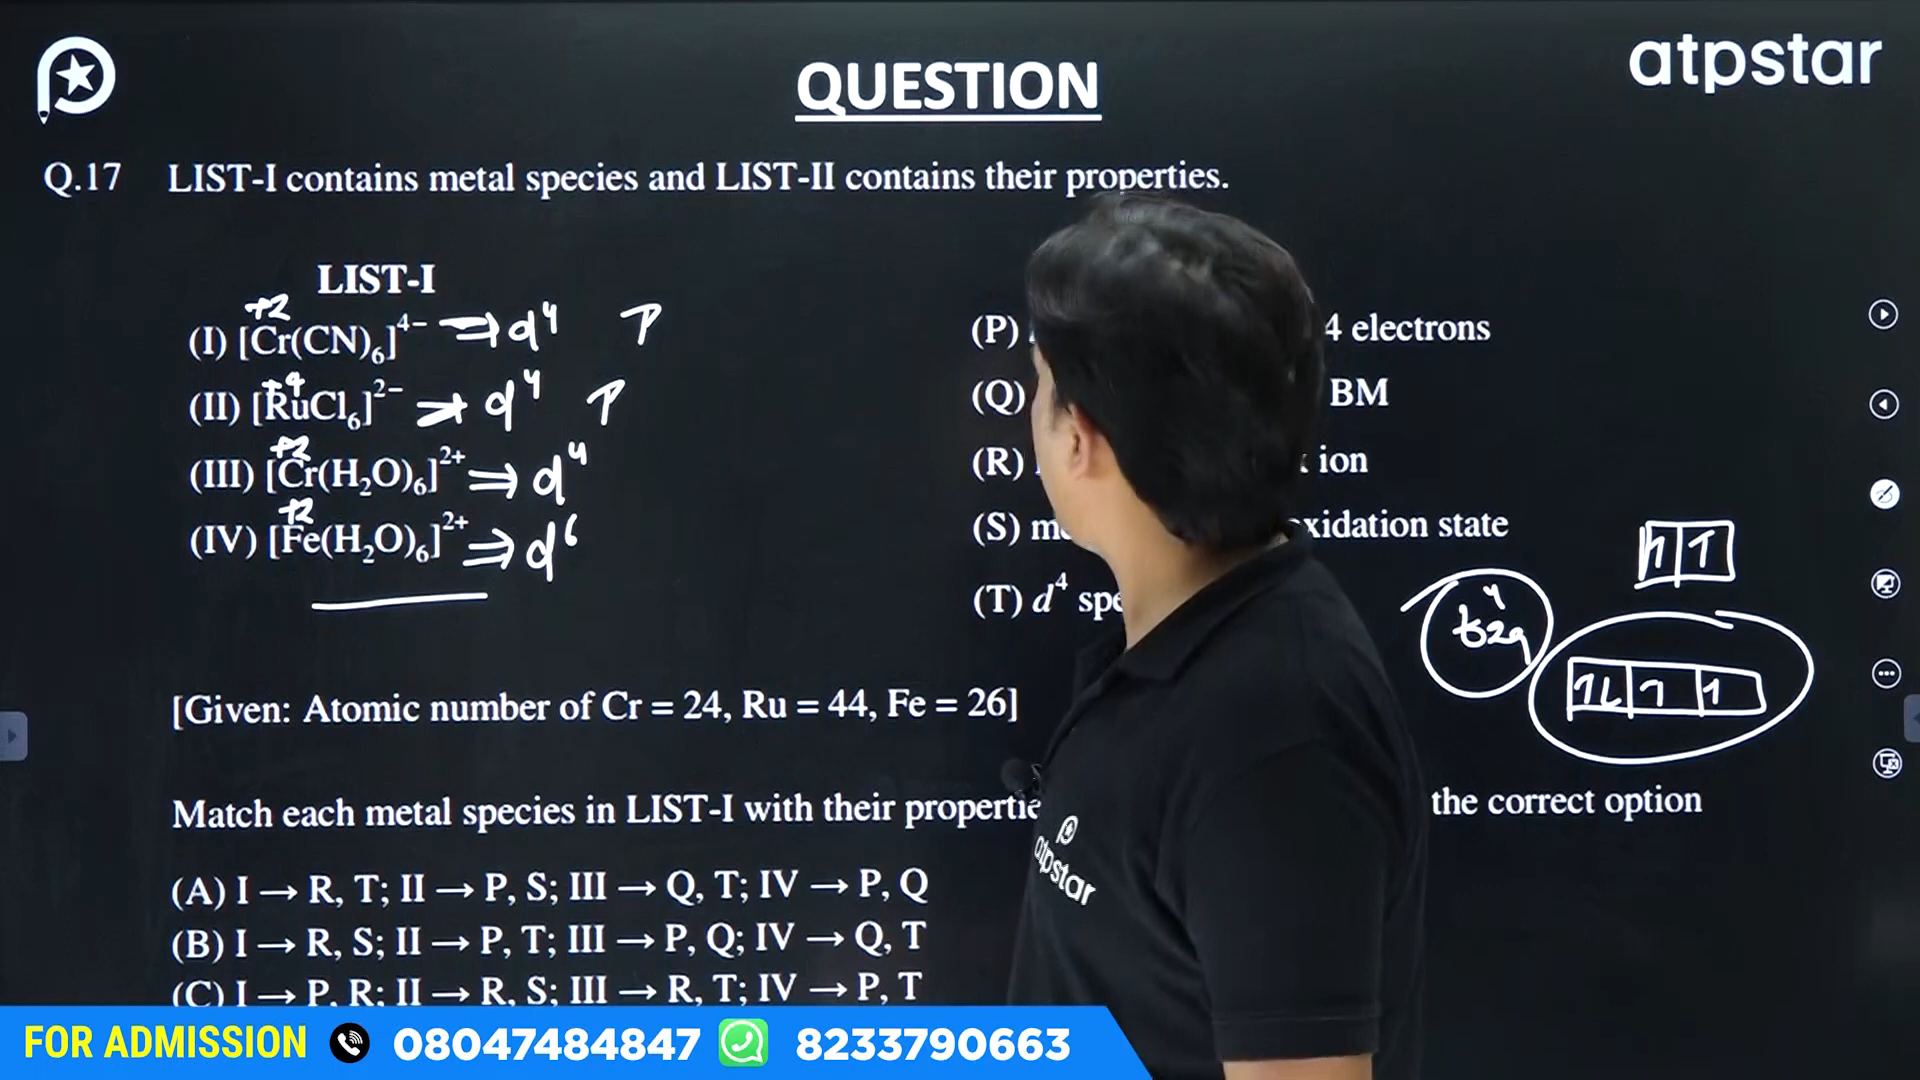 QUESTION
atpstar
Q.17 LIST-I contains metal species and LIST-II contains their properties.
LIST-I
+2
(I) [Cr(CN)₆]⁴⁻ ⇒ d⁴ P
+4
(II) [RuCl₆]²⁻ → d⁴ P
+2
(III) [Cr(H₂O)₆]²⁺ ⇒ d⁴
+2
(IV) [Fe(H₂O)₆]²⁺ ⇒ d⁶
(P) 4 electrons
(Q) BM
(R) ion
(S) oxidation state
(T) d⁴
t₂g⁴
[Given: Atomic number of Cr = 24, Ru = 44, Fe = 26]
Match each metal species in LIST-I with their the correct option
(A) I → R, T; II → P, S; III → Q, T; IV → P, Q
(B) I → R, S; II → P, T; III → P, Q; IV → Q, T
(C) I → P, R; II → R, S; III → R, T; IV → P, T
atpstar
FOR ADMISSION 08047484847 8233790663